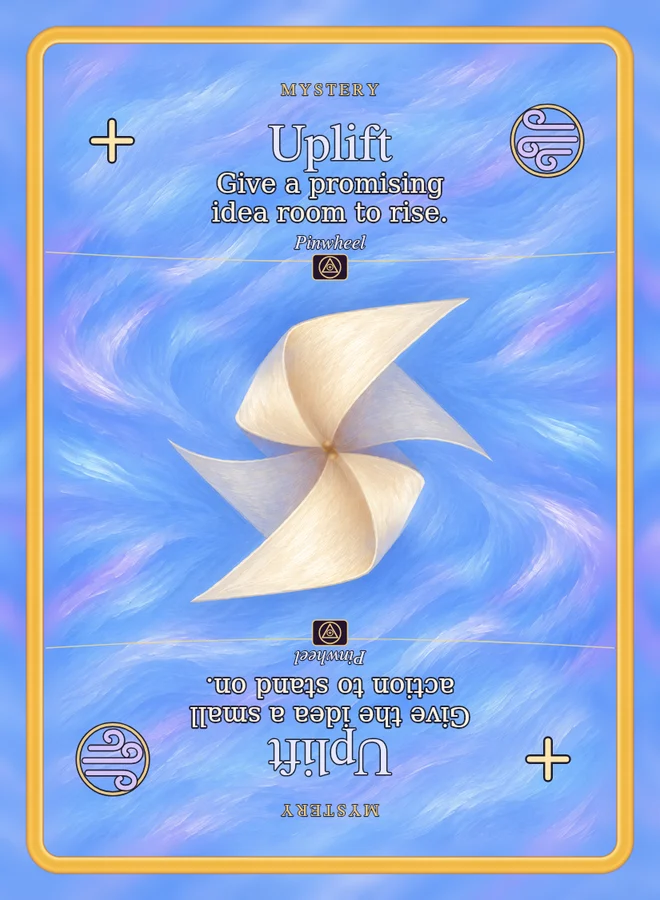 MYSTERY
Uplift
Give a promising
idea room to rise.
Pinwheel
Pinwheel
action to stand on.
Give the idea a small
Uplift
MYSTERY